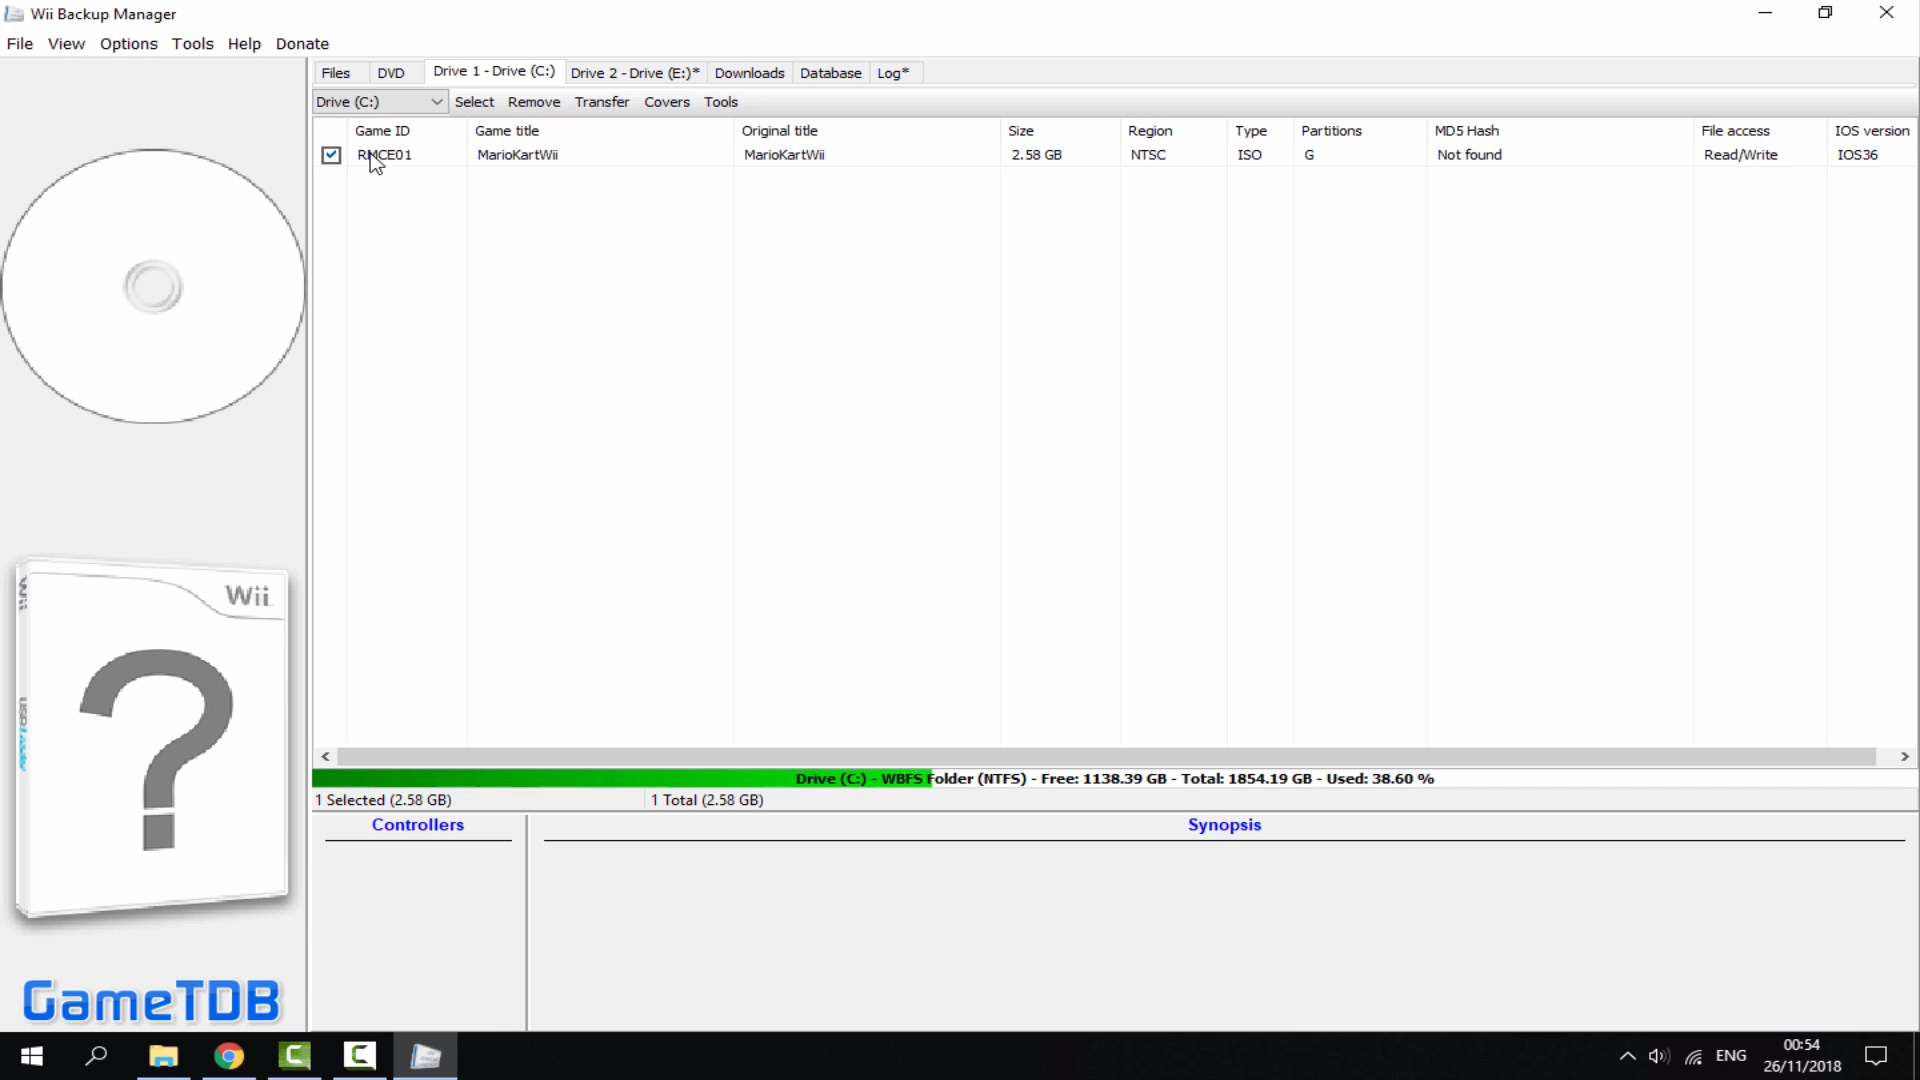 Wii Backup Manager
File View Options Tools Help Donate
Files DVD Drive 1 - Drive (C:) Drive 2 - Drive (E:)* Downloads Database Log*
Drive (C:) Select Remove Transfer Covers Tools
Game ID Game title Original title Size Region Type Partitions MD5 Hash File access IOS version
RMCE01 MarioKartWii MarioKartWii 2.58 GB NTSC ISO G Not found Read/Write IOS36
Wii
Wii
?
USB Loader
Drive (C:) - WBFS Folder (NTFS) - Free: 1138.39 GB - Total: 1854.19 GB - Used: 38.60 %
1 Selected (2.58 GB) 1 Total (2.58 GB)
Controllers Synopsis
GameTDB
ENG
00:54
26/11/2018